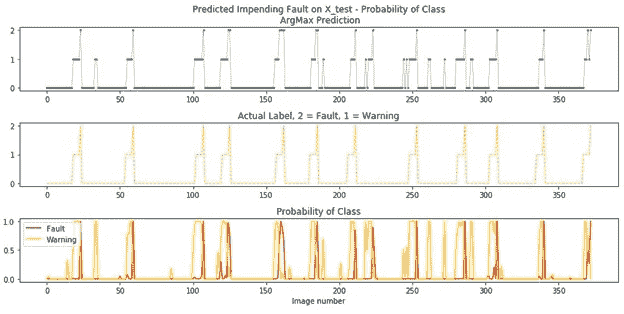 Predicted Impending Fault on X_test - Probability of Class
ArgMax Prediction
2
1
0
0 50 100 150 200 250 300 350
Actual Label, 2 = Fault, 1 = Warning
2
1
0
0 50 100 150 200 250 300 350
Probability of Class
1.0
0.5
0.0
Fault
Warning
0 50 100 150 200 250 300 350
Image number